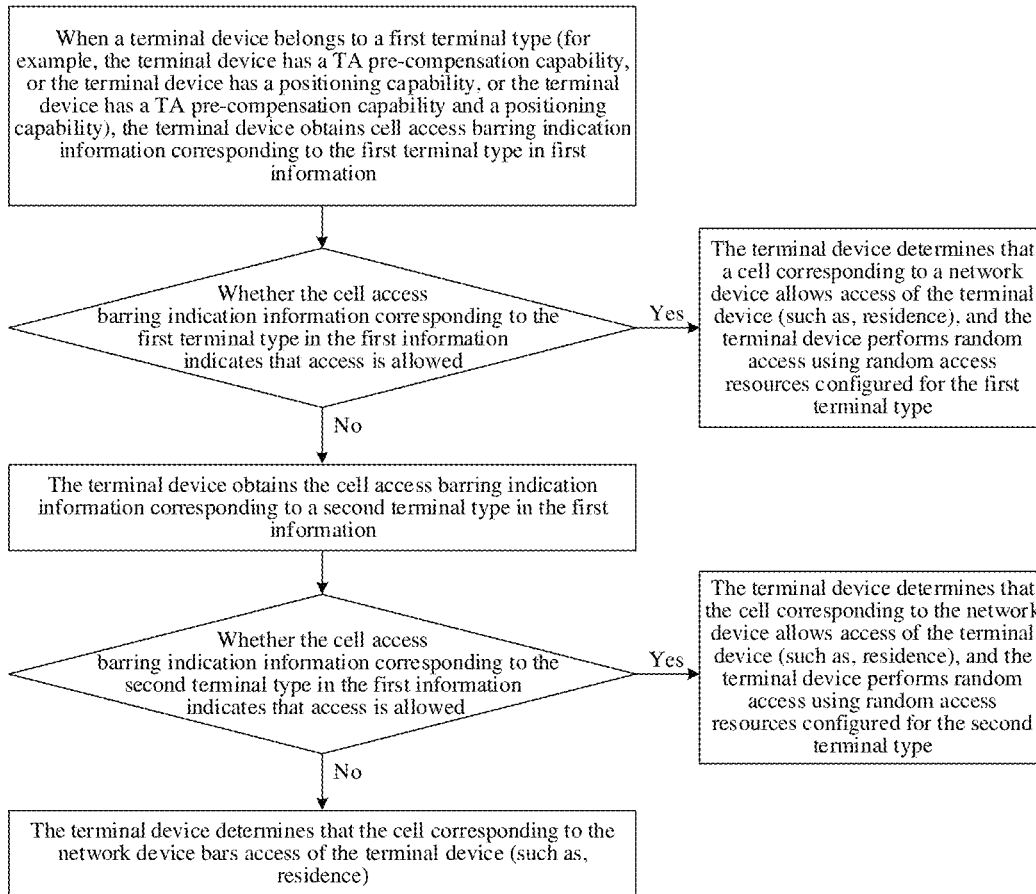 When a terminal device belongs to a first terminal type (for
example, the terminal device has a TA pre-compensation capability,
or the terminal device has a positioning capability, or the terminal
device has a TA pre-compensation capability and a positioning
capability), the terminal device obtains cell access barring indication
information corresponding to the first terminal type in first
information
Whether the cell access
barring indication information corresponding to the
first terminal type in the first information
indicates that access is allowed
Yes
The terminal device determines that
a cell corresponding to a network
device allows access of the terminal
device (such as, residence), and the
terminal device performs random
access using random access
resources configured for the first
terminal type
No
The terminal device obtains the cell access barring indication
information corresponding to a second terminal type in the first
information
Whether the cell access
barring indication information corresponding to the
second terminal type in the first information
indicates that access is allowed
Yes
The terminal device determines that
the cell corresponding to the network
device allows access of the terminal
device (such as, residence), and the
terminal device performs random
access using random access
resources configured for the second
terminal type
No
The terminal device determines that the cell corresponding to the
network device bars access of the terminal device (such as,
residence)